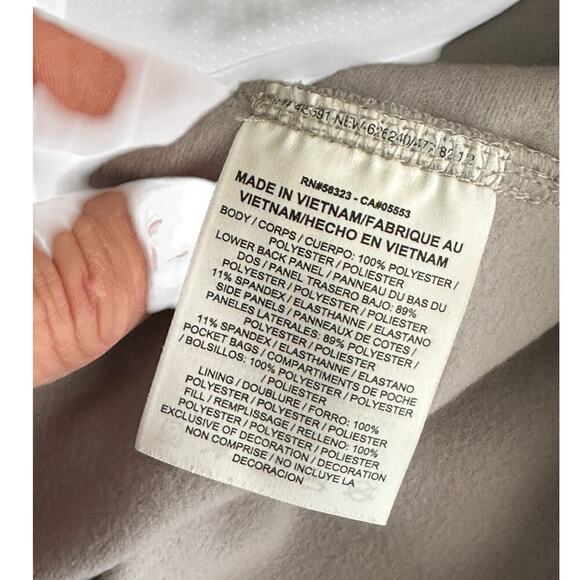 RN#56323 - CA#05553
MADE IN VIETNAM/FABRIQUE AU
VIETNAM/HECHO EN VIETNAM
BODY / CORPS / CUERPO: 100% POLYESTER /
POLYESTER / POLIESTER
LOWER BACK PANEL / PANNEAU DU BAS DU
DOS / PANEL TRASERO BAJO: 89%
POLYESTER / POLYESTER / POLIESTER
11% SPANDEX / ELASTHANNE / ELASTANO
SIDE PANELS / PANNEAUX DE COTES /
PANELES LATERALES: 89% POLYESTER /
POLYESTER / POLIESTER
11% SPANDEX / ELASTHANNE / ELASTANO
POCKET BAGS / COMPARTIMENTS DE POCHE
/ BOLSILLOS: 100% POLYESTER / POLYESTER
/ POLIESTER
LINING / DOUBLURE / FORRO: 100%
POLYESTER / POLYESTER / POLIESTER
FILL / REMPLISSAGE / RELLENO: 100%
POLYESTER / POLYESTER / POLIESTER
EXCLUSIVE OF DECORATION / DECORATION
NON COMPRISE / NO INCLUYE LA
DECORACION